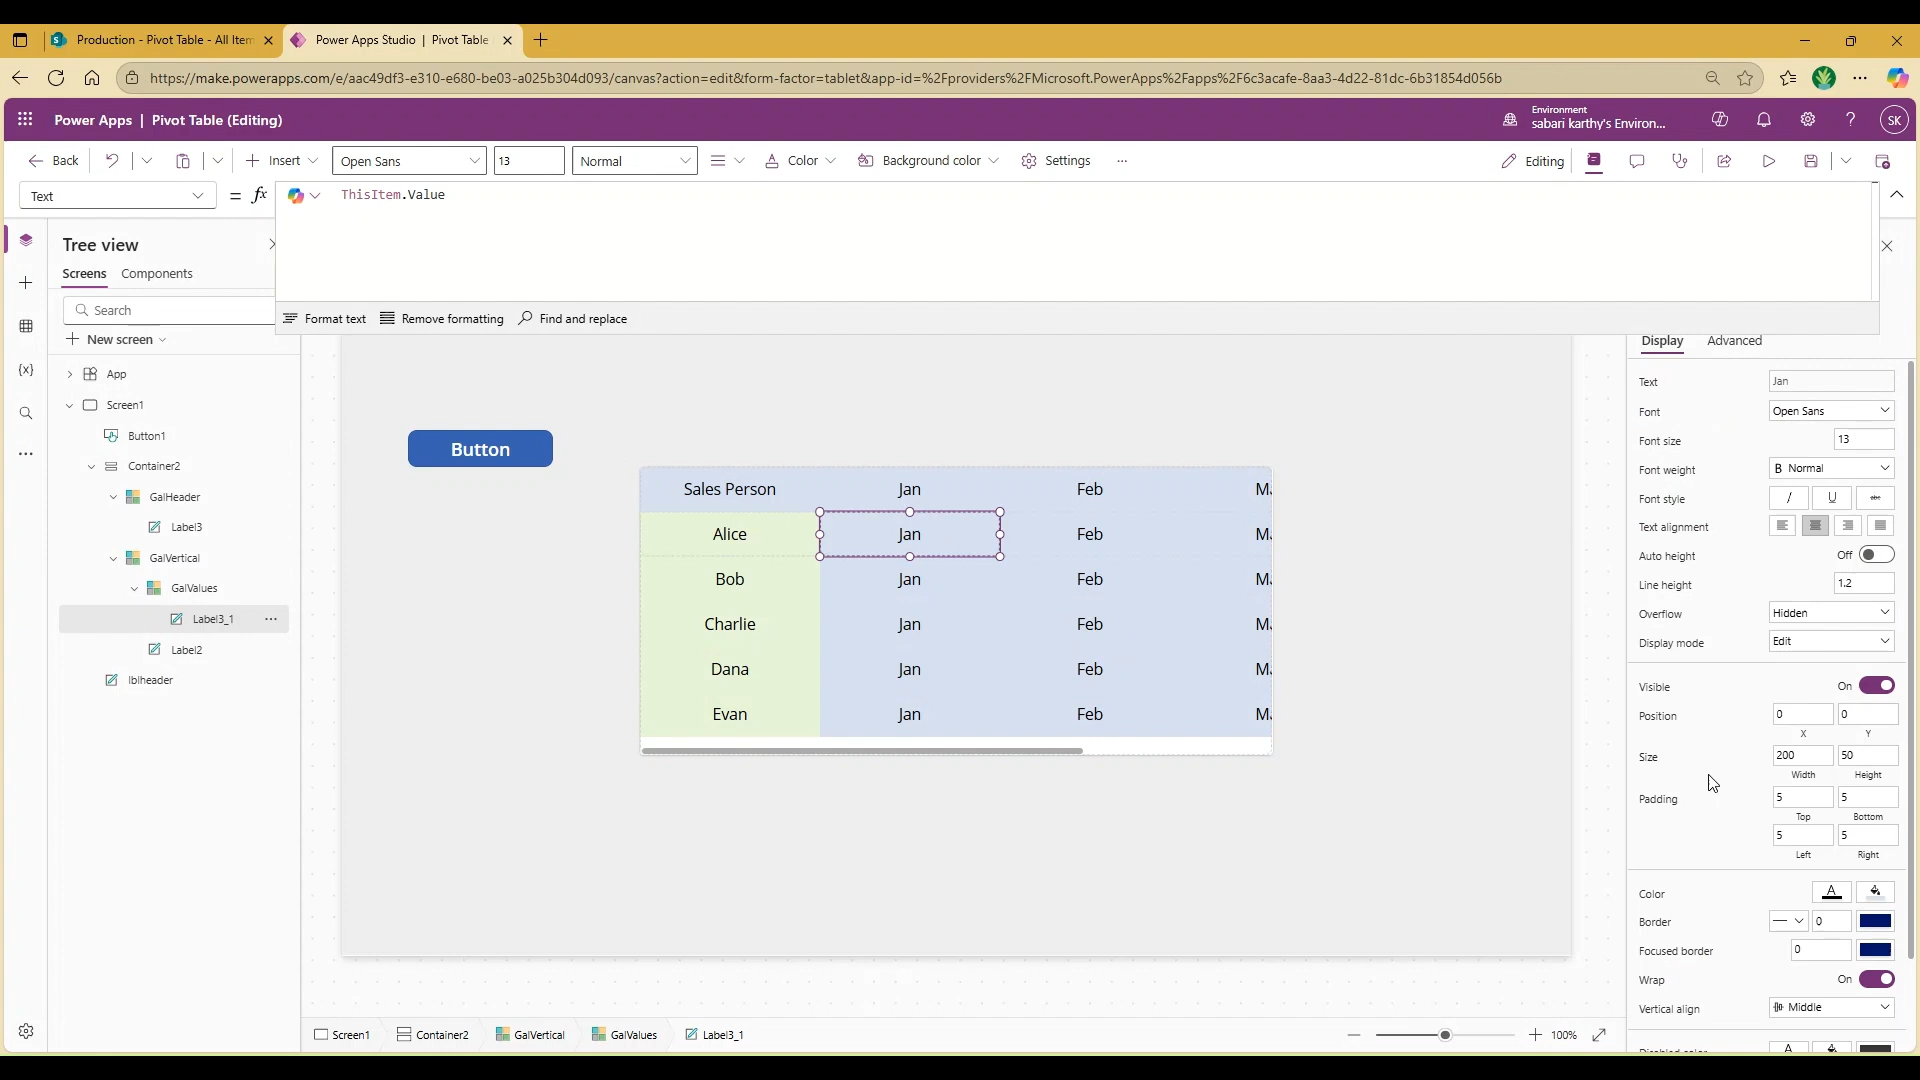 Production - Pivot Table - All Item
Power Apps Studio | Pivot Table
https://make.powerapps.com/e/aac49df3-e310-e680-be03-a025b304d093/canvas?action=edit&form-factor=tablet&app-id=%2Fproviders%2FMicrosoft.PowerApps%2Fapps%2F6c3acafe-8aa3-4d22-81dc-6b31854d056b
Power Apps | Pivot Table (Editing)
Environment
sabari karthy's Environ...
SK
Back
Insert
Open Sans
13
Normal
Color
Background color
Settings
Editing
Text
= fx
ThisItem.Value
Format text
Remove formatting
Find and replace
Tree view
Screens
Components
Search
New screen
App
Screen1
Button1
Container2
GalHeader
Label3
GalVertical
GalValues
Label3_1
Label2
lblheader
Button
Sales Person Jan Feb
Alice Jan Feb
Bob Jan Feb
Charlie Jan Feb
Dana Jan Feb
Evan Jan Feb
Display
Advanced
Text Jan
Font Open Sans
Font size 13
Font weight B Normal
Font style / U abc
Text alignment
Auto height Off
Line height 1.2
Overflow Hidden
Display mode Edit
Visible On
Position 0 0
X Y
Size 200 50
Width Height
Padding 5 5
Top Bottom
5 5
Left Right
Color A
Border 0
Focused border 0
Wrap On
Vertical align Middle
Disabled color A
Screen1
Container2
GalVertical
GalValues
Label3_1
100%